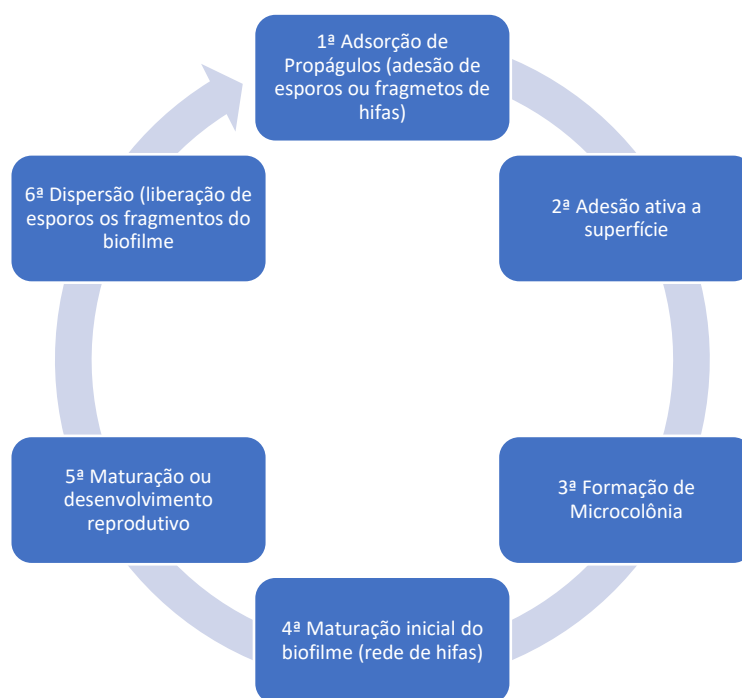 1ª Adsorção de
Propágulos (adesão de
esporos ou fragmetos de
hifas)
2ª Adesão ativa a
superfície
3ª Formação de
Microcolônia
4ª Maturação inicial do
biofilme (rede de hifas)
5ª Maturação ou
desenvolvimento
reprodutivo
6ª Dispersão (liberação de
esporos os fragmentos do
biofilme